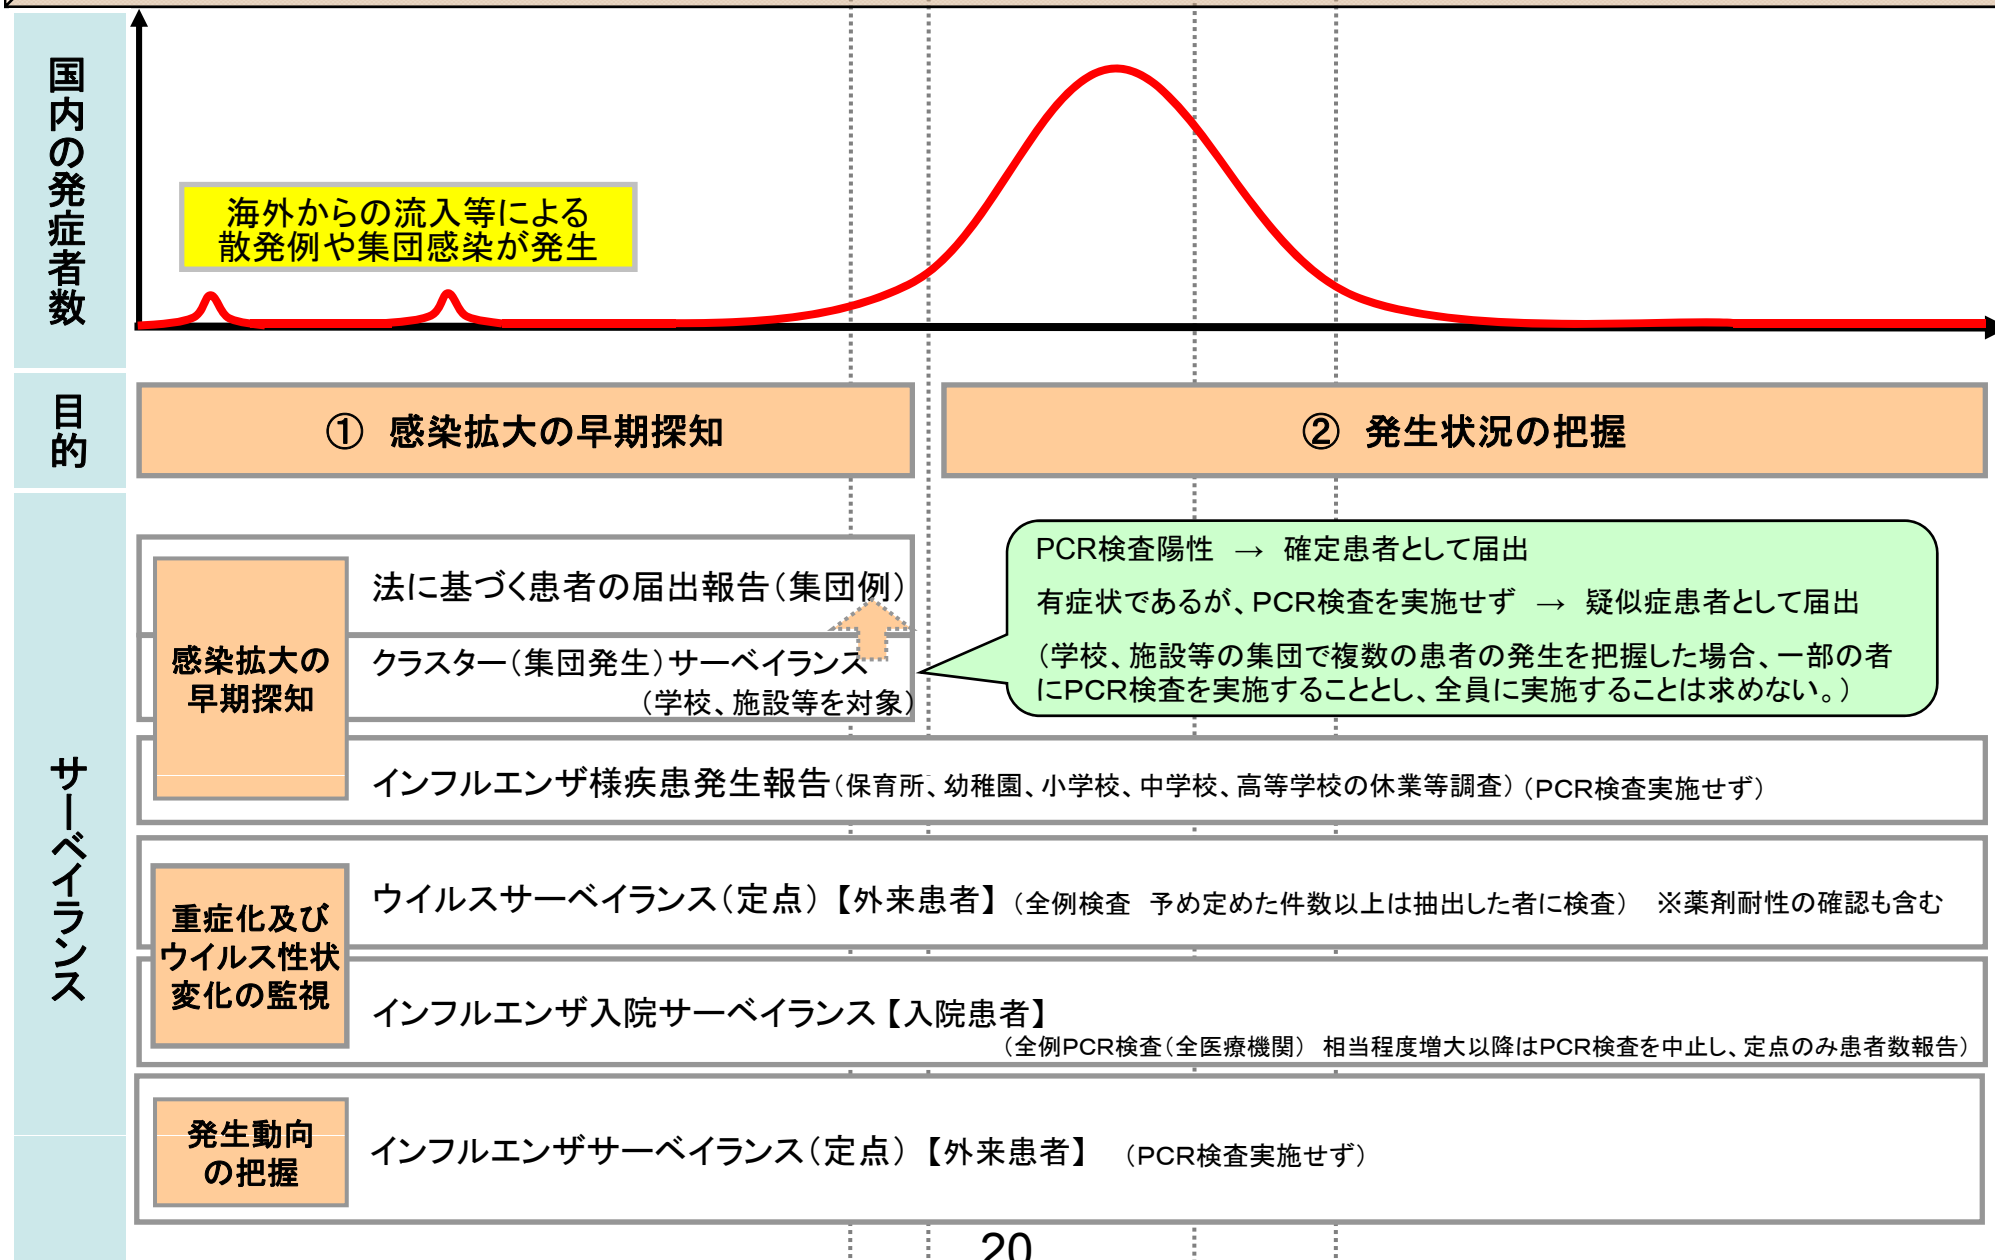 国内の発症者数
海外からの流入等による
散発例や集団感染が発生
目的
① 感染拡大の早期探知
② 発生状況の把握
サーベイランス
感染拡大の
早期探知
法に基づく患者の届出報告（集団例）
クラスター（集団発生）サーベイランス
（学校、施設等を対象）
PCR検査陽性 → 確定患者として届出
有症状であるが、PCR検査を実施せず → 疑似症患者として届出
（学校、施設等の集団で複数の患者の発生を把握した場合、一部の者
にPCR検査を実施することとし、全員に実施することは求めない。）
インフルエンザ様疾患発生報告（保育所、幼稚園、小学校、中学校、高等学校の休業等調査）（PCR検査実施せず）
重症化及び
ウイルス性状
変化の監視
ウイルスサーベイランス（定点）【外来患者】（全例検査 予め定めた件数以上は抽出した者に検査） ※薬剤耐性の確認も含む
インフルエンザ入院サーベイランス【入院患者】
（全例PCR検査（全医療機関） 相当程度増大以降はPCR検査を中止し、定点のみ患者数報告）
発生動向
の把握
インフルエンザサーベイランス（定点）【外来患者】 （PCR検査実施せず）
20